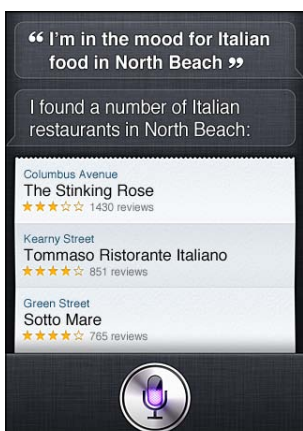 “ I'm in the mood for Italian
food in North Beach ”
I found a number of Italian
restaurants in North Beach:
Columbus Avenue
The Stinking Rose
1430 reviews
Kearny Street
Tommaso Ristorante Italiano
851 reviews
Green Street
Sotto Mare
765 reviews